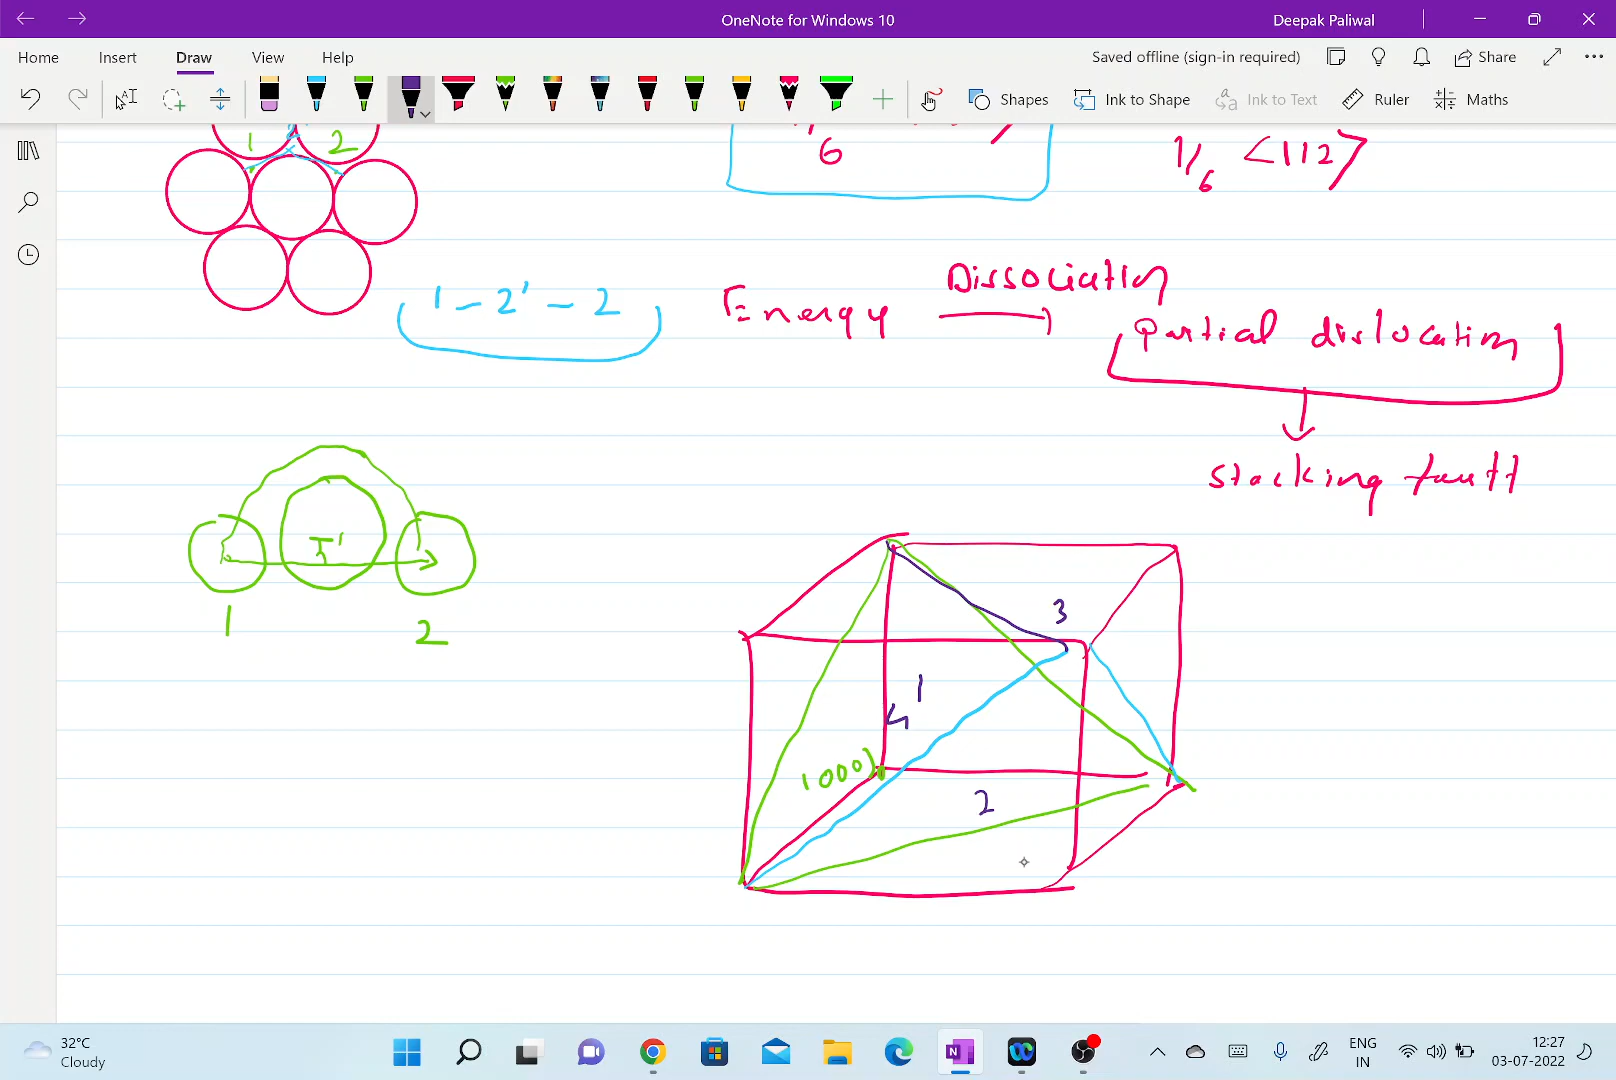 OneNote for Windows 10
Deepak Paliwal
Home Insert Draw View Help
Saved offline (sign-in required)
Share
Shapes
Ink to Shape
Ink to Text
Ruler
Maths
1 2
6
1/6 <112>
1 - 2' - 2
Energy
Dissociation
Partial dislocation
Stacking fault
1
2
3
1
4
(000)
2
32°C
Cloudy
ENG
IN
12:27
03-07-2022